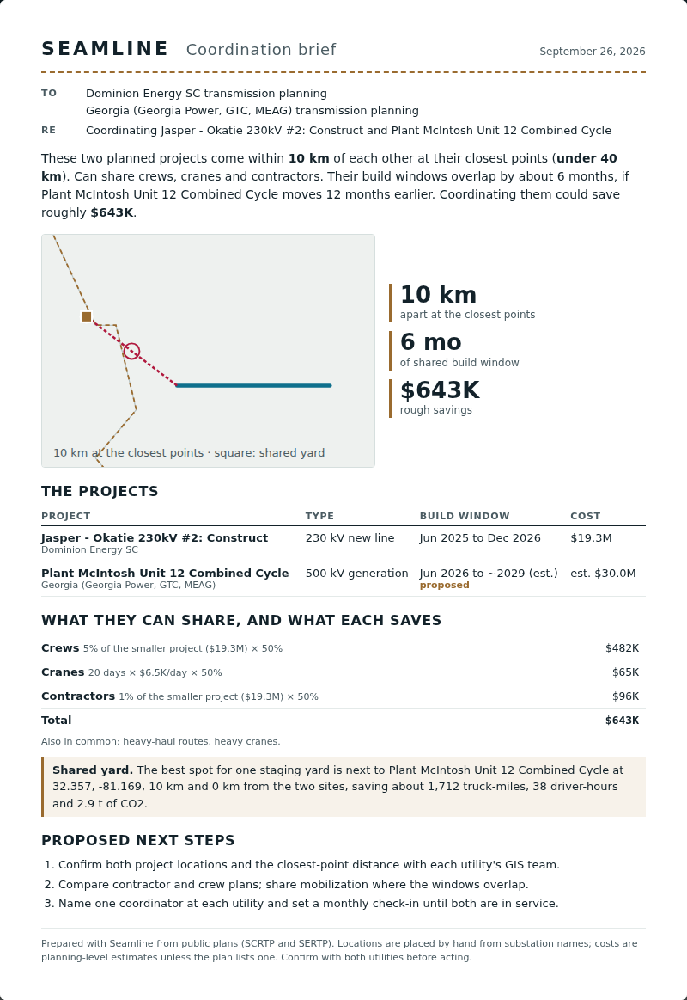 SEAMLINE Coordination brief September 26, 2026
TO Dominion Energy SC transmission planning
Georgia (Georgia Power, GTC, MEAG) transmission planning
RE Coordinating Jasper - Okatie 230kV #2: Construct and Plant McIntosh Unit 12 Combined Cycle
These two planned projects come within 10 km of each other at their closest points (under 40
km). Can share crews, cranes and contractors. Their build windows overlap by about 6 months, if
Plant McIntosh Unit 12 Combined Cycle moves 12 months earlier. Coordinating them could save
roughly $643K.
10 km at the closest points · square: shared yard
10 km
apart at the closest points
6 mo
of shared build window
$643K
rough savings
THE PROJECTS
PROJECT TYPE BUILD WINDOW COST
Jasper - Okatie 230kV #2: Construct 230 kV new line Jun 2025 to Dec 2026 $19.3M
Dominion Energy SC
Plant McIntosh Unit 12 Combined Cycle 500 kV generation Jun 2026 to ~2029 (est.) est. $30.0M
Georgia (Georgia Power, GTC, MEAG) proposed
WHAT THEY CAN SHARE, AND WHAT EACH SAVES
Crews 5% of the smaller project ($19.3M) × 50% $482K
Cranes 20 days × $6.5K/day × 50% $65K
Contractors 1% of the smaller project ($19.3M) × 50% $96K
Total $643K
Also in common: heavy-haul routes, heavy cranes.
Shared yard. The best spot for one staging yard is next to Plant McIntosh Unit 12 Combined Cycle at
32.357, -81.169, 10 km and 0 km from the two sites, saving about 1,712 truck-miles, 38 driver-hours
and 2.9 t of CO2.
PROPOSED NEXT STEPS
1. Confirm both project locations and the closest-point distance with each utility's GIS team.
2. Compare contractor and crew plans; share mobilization where the windows overlap.
3. Name one coordinator at each utility and set a monthly check-in until both are in service.
Prepared with Seamline from public plans (SCRTP and SERTP). Locations are placed by hand from substation names; costs are
planning-level estimates unless the plan lists one. Confirm with both utilities before acting.